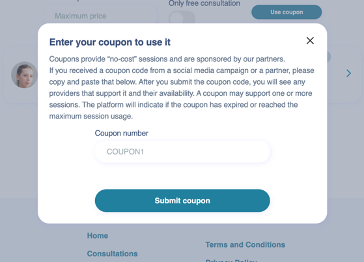 Only free consultation
Maximum price
Use coupon
Enter your coupon to use it
Coupons provide “no-cost” sessions and are sponsored by our partners.
If you received a coupon code from a social media campaign or a partner, please
copy and paste that below. After you submit the coupon code, you will see any
providers that support it and their availability. A coupon may support one or more
sessions. The platform will indicate if the coupon has expired or reached the
maximum session usage.
Coupon number
COUPON1
Submit coupon
Home
Consultations
Terms and Conditions
Privacy Policy